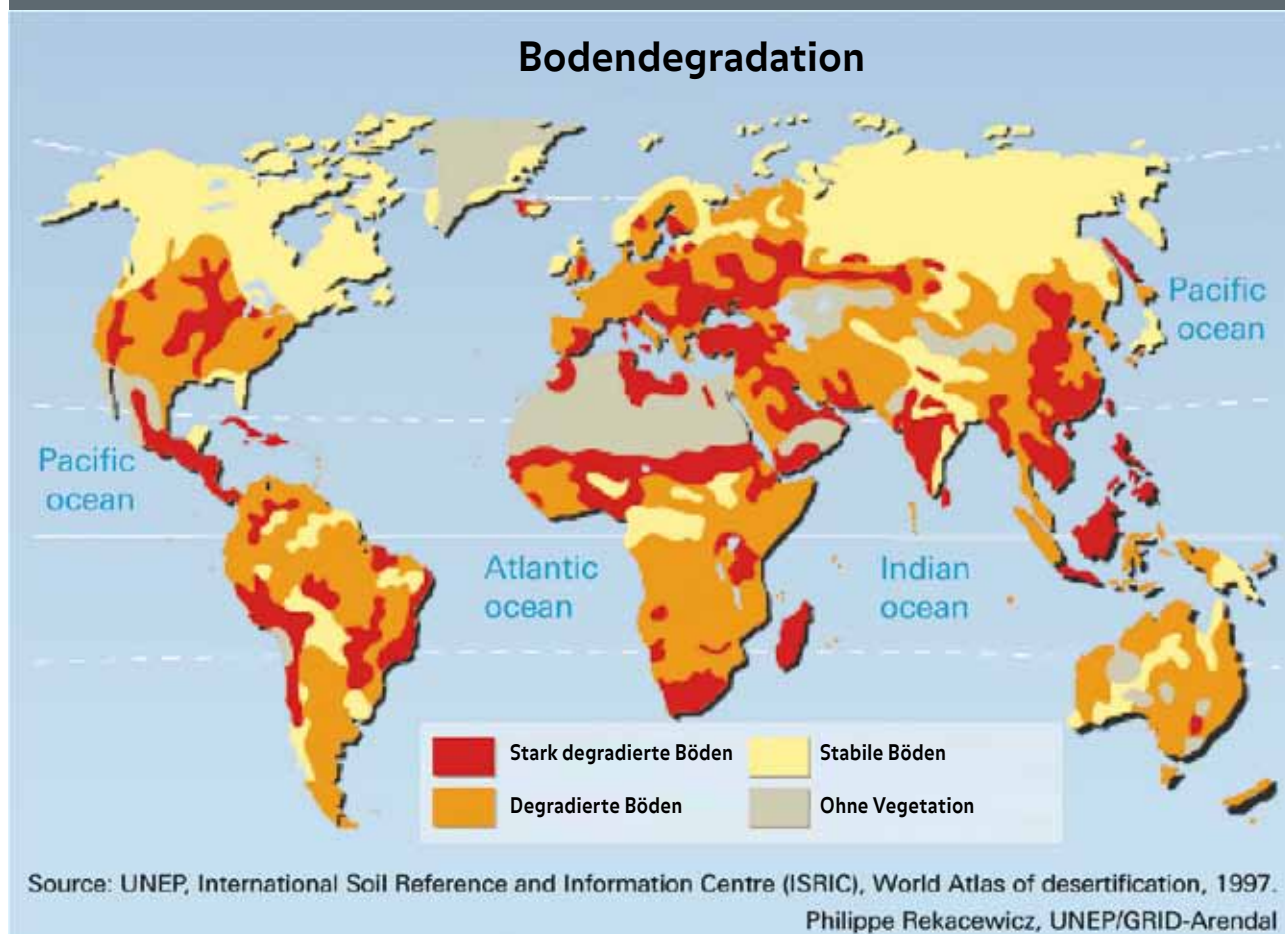 Bodendegradation
Pacific
ocean
Pacific
ocean
Atlantic
ocean
Indian
ocean
Stark degradierte Böden
Stabile Böden
Degradierte Böden
Ohne Vegetation
Source: UNEP, International Soil Reference and Information Centre (ISRIC), World Atlas of desertification, 1997.
Philippe Rekacewicz, UNEP/GRID-Arendal